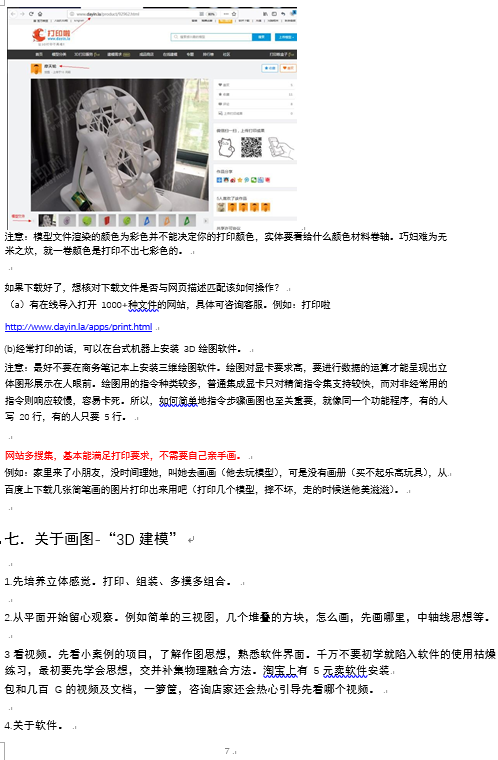 www.dayin.la
打印啦
注意：模型文件渲染的颜色为彩色并不能决定你的打印颜色，实体要看给什么颜色材料卷轴。巧妇难为无
米之炊，就一卷颜色是打印不出七彩色的。
如果下载好了，想核对下载文件是否与网页描述匹配该如何操作？
（a）有在线导入打开 1000+种文件的网站，具体可咨询客服。例如：打印啦
http://www.dayin.la/apps/print.html
(b)经常打印的话，可以在台式机器上安装 3D 绘图软件。
注意：最好不要在商务笔记本上安装三维绘图软件。绘图对显卡要求高，要进行数据的运算才能呈现出立
体图形展示在人眼前。绘图用的指令种类较多，普通集成显卡只对精简指令集支持较快，而对非经常用的
指令则响应较慢，容易卡死。所以，如何简单地指令步骤画图也至关重要，就像同一个功能程序，有的人
写 20 行，有的人只要 5 行。
网站多搜集，基本能满足打印要求，不需要自己亲手画。
例如：家里来了小朋友，没时间理她，叫她去画画（他去玩模型），可是没有画册（买不起乐高玩具），从
百度上下载几张简笔画的图片打印出来用吧（打印几个模型，摔不坏，走的时候送他美滋滋）。
七．关于画图-“3D 建模”
1.先培养立体感觉。打印、组装、多摸多组合。
2.从平面开始留心观察。例如简单的三视图，几个堆叠的方块，怎么画，先画哪里，中轴线思想等。
3 看视频。先看小案例的项目，了解作图思想，熟悉软件界面。千万不要初学就陷入软件的使用枯燥
练习，最初要先学会思想，交并补集物理融合方法。淘宝上有 5 元卖软件安装
包和几百 G 的视频及文档，一箩筐，咨询店家还会热心引导先看哪个视频。
4.关于软件。
7